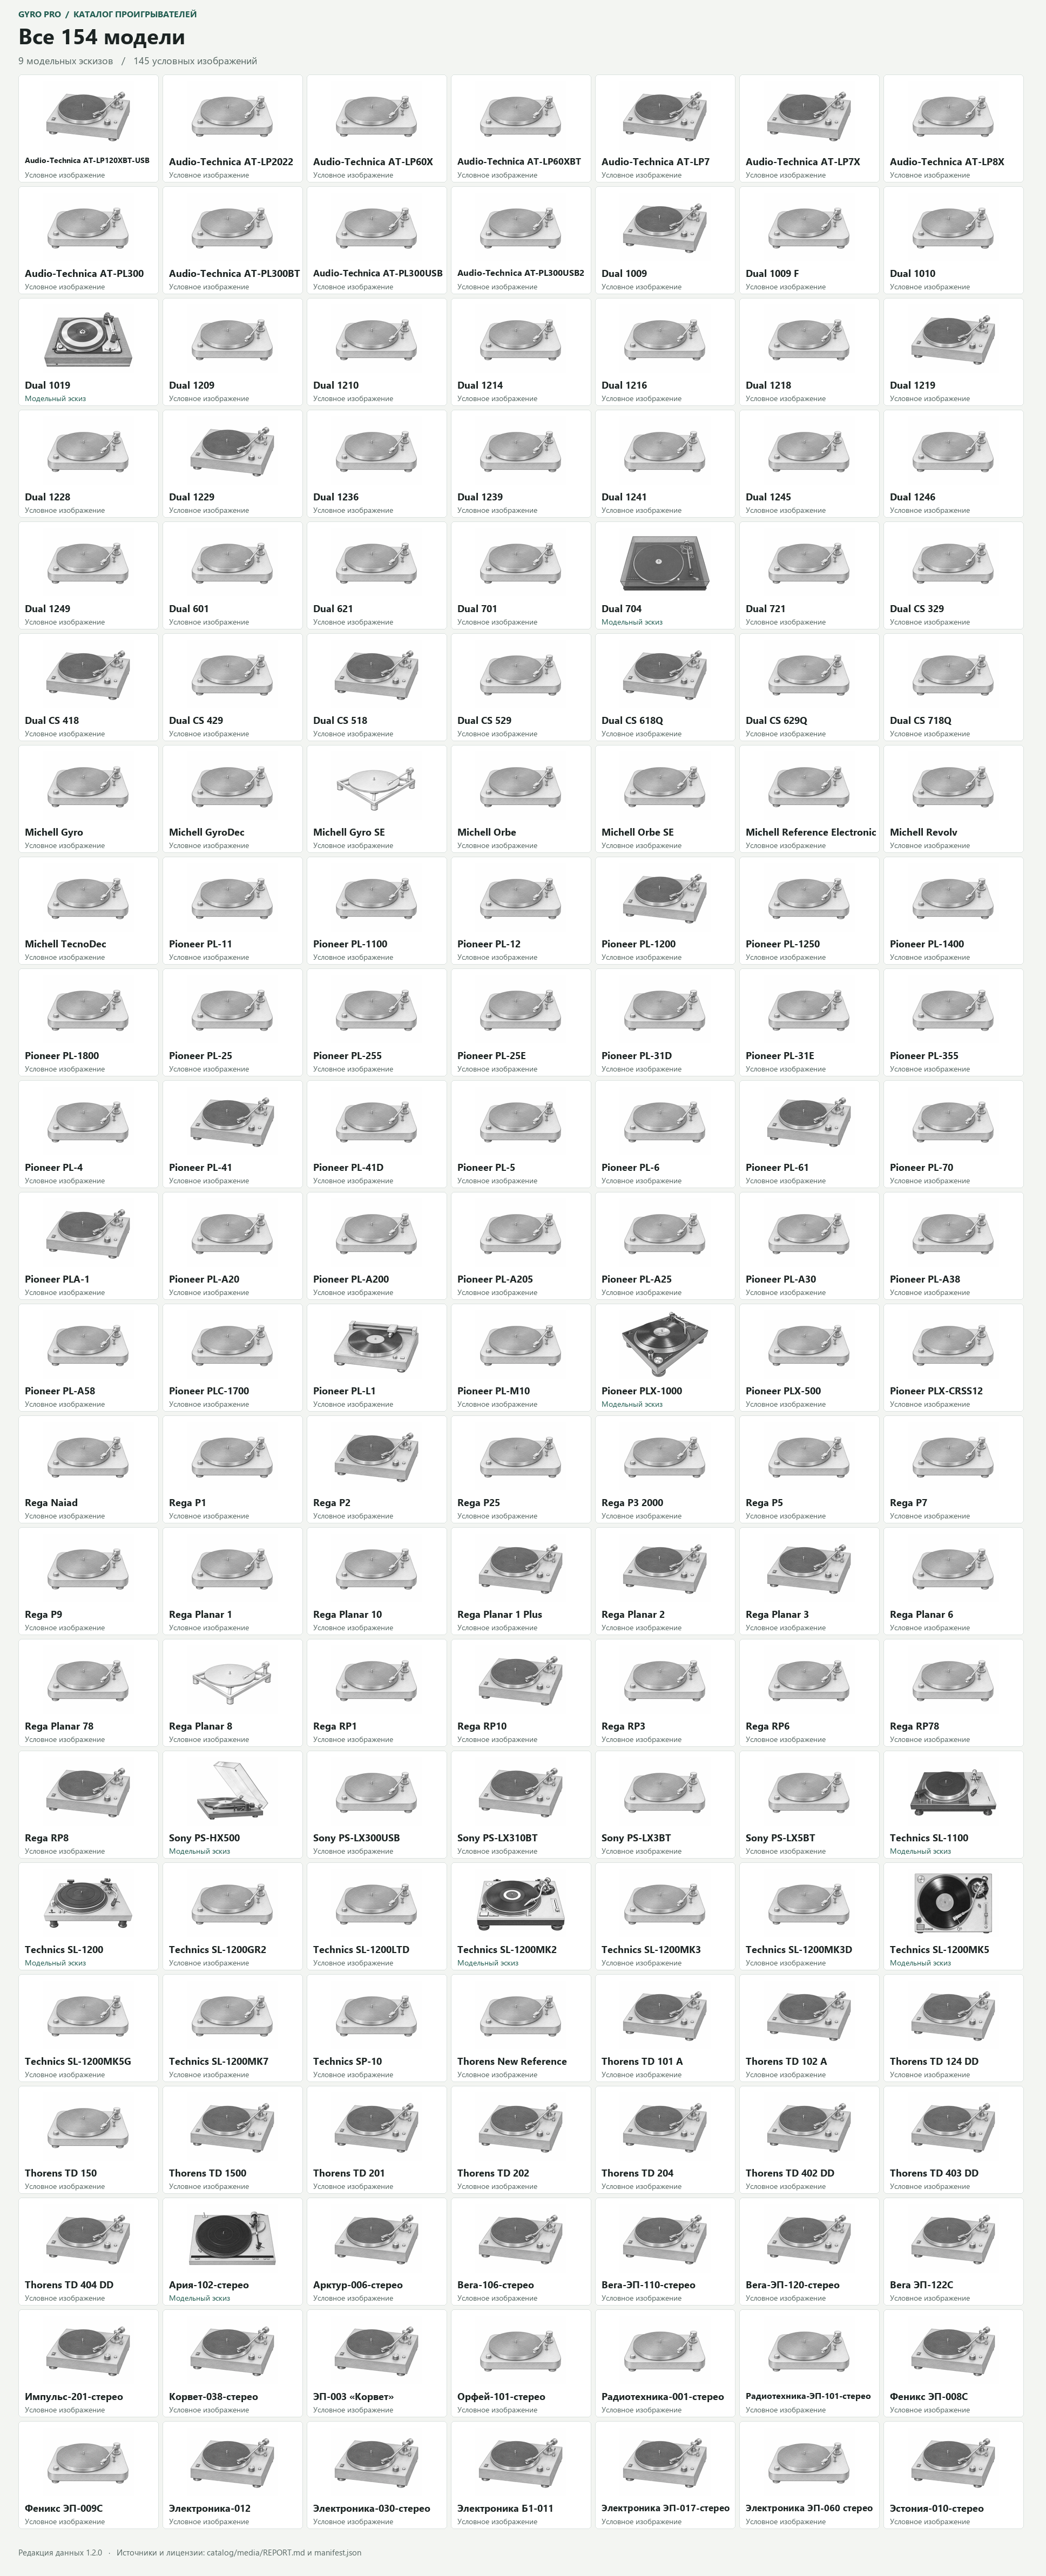 GYRO PRO / КАТАЛОГ ПРОИГРЫВАТЕЛЕЙ
Все 154 модели
9 модельных эскизов / 145 условных изображений
Audio-Technica AT-LP120XBT-USB Audio-Technica AT-LP2022 Audio-Technica AT-LP60X Audio-Technica AT-LP60XBT Audio-Technica AT-LP7 Audio-Technica AT-LP7X Audio-Technica AT-LP8X
Условное изображение Условное изображение Условное изображение Условное изображение Условное изображение Условное изображение Условное изображение
Audio-Technica AT-PL300 Audio-Technica AT-PL300BT Audio-Technica AT-PL300USB Audio-Technica AT-PL300USB2 Dual 1009 Dual 1009 F Dual 1010
Условное изображение Условное изображение Условное изображение Условное изображение Условное изображение Условное изображение Условное изображение
Dual 1019 Dual 1209 Dual 1210 Dual 1214 Dual 1216 Dual 1218 Dual 1219
Модельный эскиз Условное изображение Условное изображение Условное изображение Условное изображение Условное изображение Условное изображение
Dual 1228 Dual 1229 Dual 1236 Dual 1239 Dual 1241 Dual 1245 Dual 1246
Условное изображение Условное изображение Условное изображение Условное изображение Условное изображение Условное изображение Условное изображение
Dual 1249 Dual 601 Dual 621 Dual 701 Dual 704 Dual 721 Dual CS 329
Условное изображение Условное изображение Условное изображение Условное изображение Модельный эскиз Условное изображение Условное изображение
Dual CS 418 Dual CS 429 Dual CS 518 Dual CS 529 Dual CS 618Q Dual CS 629Q Dual CS 718Q
Условное изображение Условное изображение Условное изображение Условное изображение Условное изображение Условное изображение Условное изображение
Michell Gyro Michell GyroDec Michell Gyro SE Michell Orbe Michell Orbe SE Michell Reference Electronic Michell Revolv
Условное изображение Условное изображение Условное изображение Условное изображение Условное изображение Условное изображение Условное изображение
Michell TecnoDec Pioneer PL-11 Pioneer PL-1100 Pioneer PL-12 Pioneer PL-1200 Pioneer PL-1250 Pioneer PL-1400
Условное изображение Условное изображение Условное изображение Условное изображение Условное изображение Условное изображение Условное изображение
Pioneer PL-1800 Pioneer PL-25 Pioneer PL-255 Pioneer PL-25E Pioneer PL-31D Pioneer PL-31E Pioneer PL-355
Условное изображение Условное изображение Условное изображение Условное изображение Условное изображение Условное изображение Условное изображение
Pioneer PL-4 Pioneer PL-41 Pioneer PL-41D Pioneer PL-5 Pioneer PL-6 Pioneer PL-61 Pioneer PL-70
Условное изображение Условное изображение Условное изображение Условное изображение Условное изображение Условное изображение Условное изображение
Pioneer PLA-1 Pioneer PL-A20 Pioneer PL-A200 Pioneer PL-A205 Pioneer PL-A25 Pioneer PL-A30 Pioneer PL-A38
Условное изображение Условное изображение Условное изображение Условное изображение Условное изображение Условное изображение Условное изображение
Pioneer PL-A58 Pioneer PLC-1700 Pioneer PL-L1 Pioneer PL-M10 Pioneer PLX-1000 Pioneer PLX-500 Pioneer PLX-CRSS12
Условное изображение Условное изображение Условное изображение Условное изображение Модельный эскиз Условное изображение Условное изображение
Rega Naiad Rega P1 Rega P2 Rega P25 Rega P3 2000 Rega P5 Rega P7
Условное изображение Условное изображение Условное изображение Условное изображение Условное изображение Условное изображение Условное изображение
Rega P9 Rega Planar 1 Rega Planar 10 Rega Planar 1 Plus Rega Planar 2 Rega Planar 3 Rega Planar 6
Условное изображение Условное изображение Условное изображение Условное изображение Условное изображение Условное изображение Условное изображение
Rega Planar 78 Rega Planar 8 Rega RP1 Rega RP10 Rega RP3 Rega RP6 Rega RP78
Условное изображение Условное изображение Условное изображение Условное изображение Условное изображение Условное изображение Условное изображение
Rega RP8 Sony PS-HX500 Sony PS-LX300USB Sony PS-LX310BT Sony PS-LX3BT Sony PS-LX5BT Technics SL-1100
Условное изображение Модельный эскиз Условное изображение Условное изображение Условное изображение Условное изображение Модельный эскиз
Technics SL-1200 Technics SL-1200GR2 Technics SL-1200LTD Technics SL-1200MK2 Technics SL-1200MK3 Technics SL-1200MK3D Technics SL-1200MK5
Модельный эскиз Условное изображение Условное изображение Модельный эскиз Условное изображение Условное изображение Модельный эскиз
Technics SL-1200MK5G Technics SL-1200MK7 Technics SP-10 Thorens New Reference Thorens TD 101 A Thorens TD 102 A Thorens TD 124 DD
Условное изображение Условное изображение Условное изображение Условное изображение Условное изображение Условное изображение Условное изображение
Thorens TD 150 Thorens TD 1500 Thorens TD 201 Thorens TD 202 Thorens TD 204 Thorens TD 402 DD Thorens TD 403 DD
Условное изображение Условное изображение Условное изображение Условное изображение Условное изображение Условное изображение Условное изображение
Thorens TD 404 DD Ария-102-стерео Арктур-006-стерео Вега-106-стерео Вега-ЭП-110-стерео Вега-ЭП-120-стерео Вега ЭП-122С
Условное изображение Модельный эскиз Условное изображение Условное изображение Условное изображение Условное изображение Условное изображение
Импульс-201-стерео Корвет-038-стерео ЭП-003 «Корвет» Орфей-101-стерео Радиотехника-001-стерео Радиотехника-ЭП-101-стерео Феникс ЭП-008С
Условное изображение Условное изображение Условное изображение Условное изображение Условное изображение Условное изображение Условное изображение
Феникс ЭП-009С Электроника-012 Электроника-030-стерео Электроника Б1-011 Электроника ЭП-017-стерео Электроника ЭП-060 стерео Эстония-010-стерео
Условное изображение Условное изображение Условное изображение Условное изображение Условное изображение Условное изображение Условное изображение
Редакция данных 1.2.0 · Источники и лицензии: catalog/media/REPORT.md и manifest.json